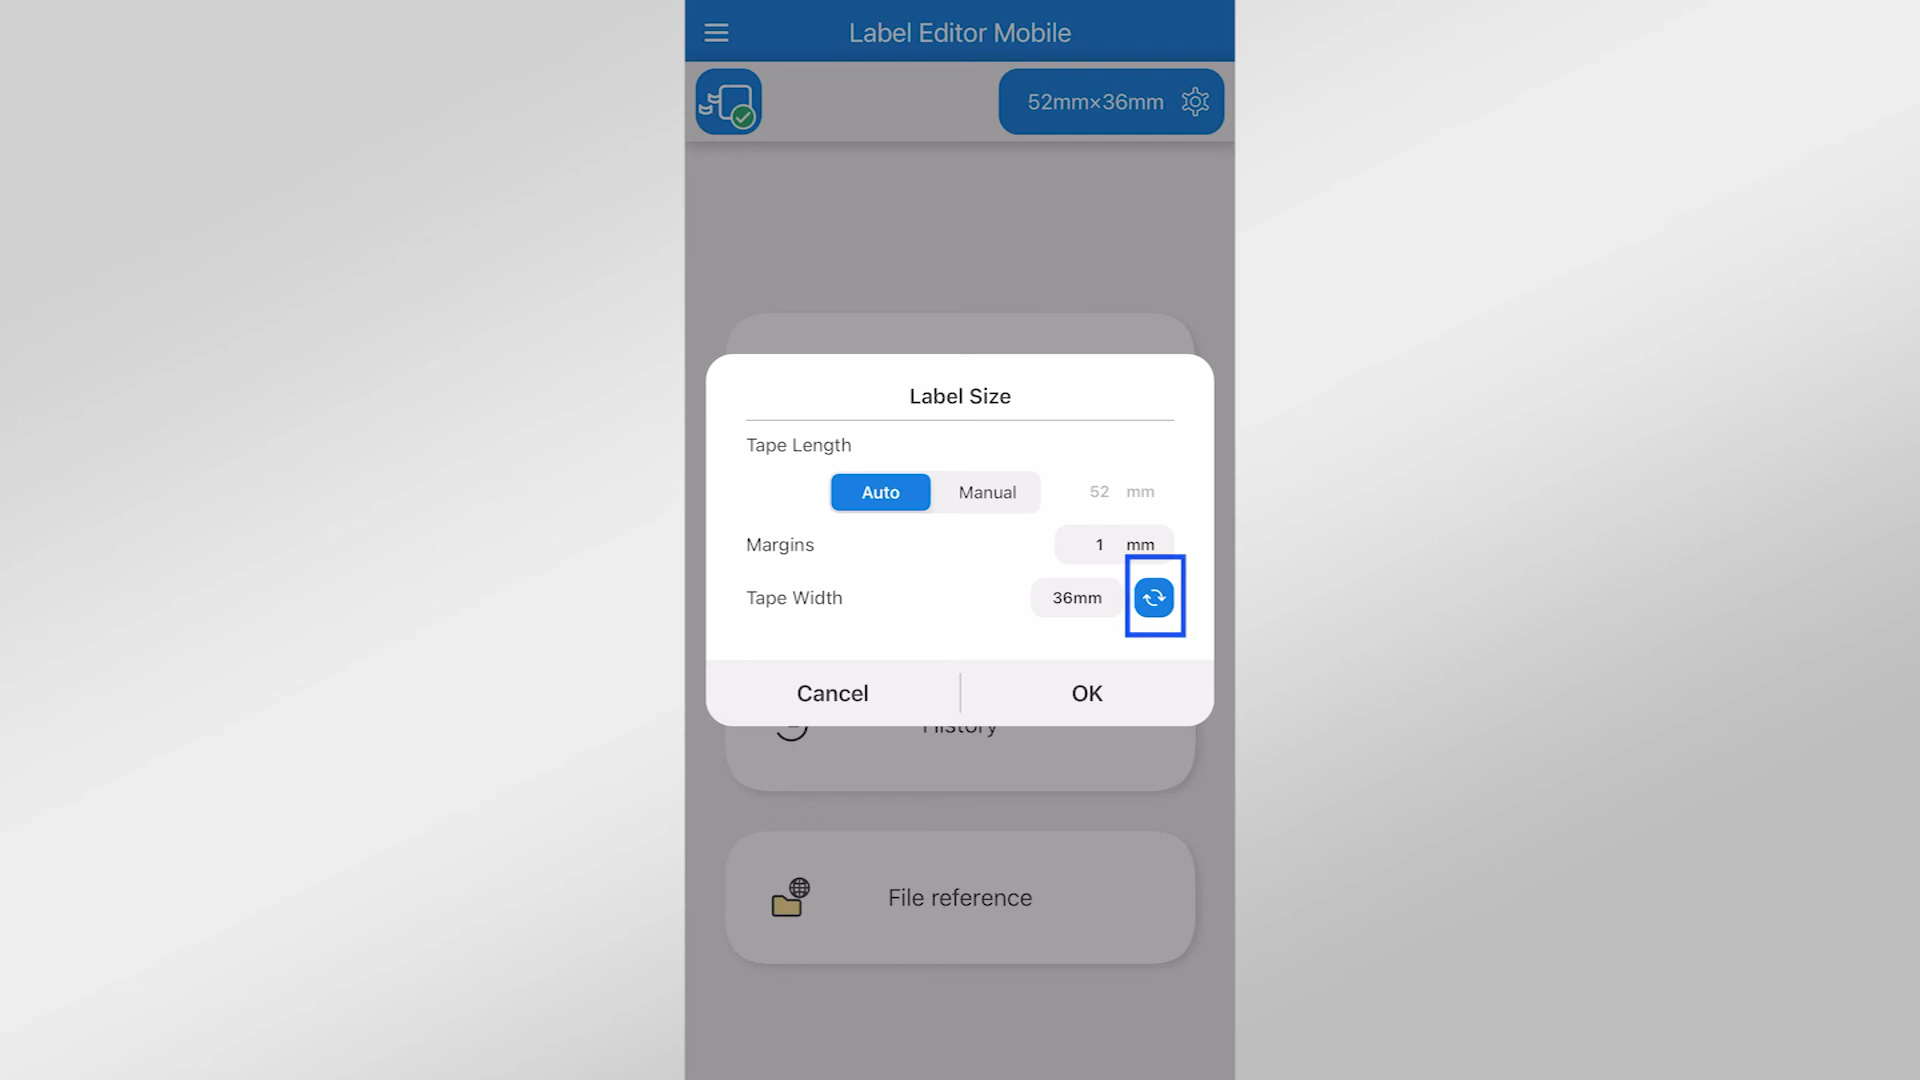 Label Editor Mobile
52mm×36mm
Label Size
Tape Length
Auto Manual 52 mm
Margins 1 mm
Tape Width 36mm
Cancel OK
History
File reference